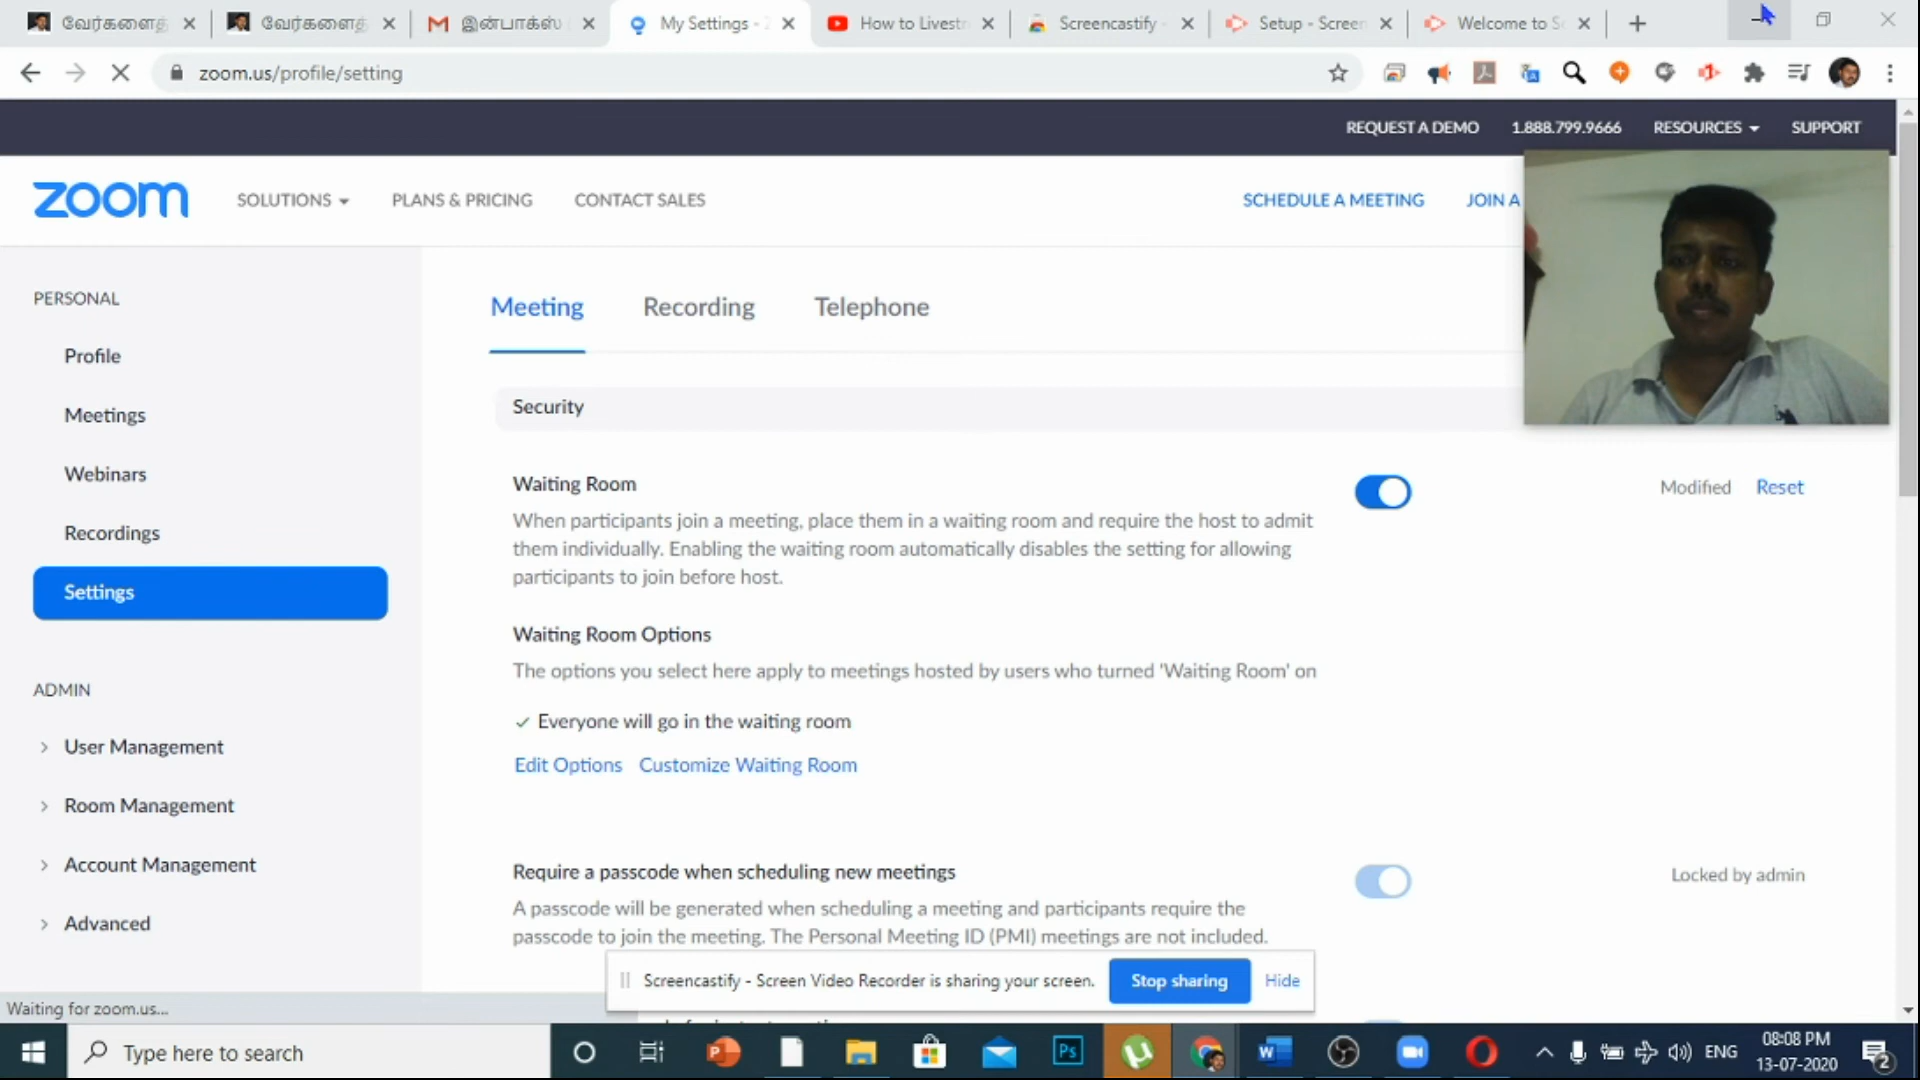 வேர்களைத்
வேர்களைத்
இன்பாக்ஸ்
My Settings -
How to Livestr
Screencastify -
Setup - Screen
Welcome to Sc
zoom.us/profile/setting
REQUEST A DEMO 1.888.799.9666 RESOURCES SUPPORT
zoom SOLUTIONS PLANS & PRICING CONTACT SALES SCHEDULE A MEETING JOIN A
PERSONAL
Profile
Meetings
Webinars
Recordings
Settings
ADMIN
User Management
Room Management
Account Management
Advanced
Meeting Recording Telephone
Security
Waiting Room
Modified Reset
When participants join a meeting, place them in a waiting room and require the host to admit
them individually. Enabling the waiting room automatically disables the setting for allowing
participants to join before host.
Waiting Room Options
The options you select here apply to meetings hosted by users who turned 'Waiting Room' on
Everyone will go in the waiting room
Edit Options Customize Waiting Room
Require a passcode when scheduling new meetings
Locked by admin
A passcode will be generated when scheduling a meeting and participants require the
passcode to join the meeting. The Personal Meeting ID (PMI) meetings are not included.
Screencastify - Screen Video Recorder is sharing your screen. Stop sharing Hide
Waiting for zoom.us...
Type here to search
ENG
08:08 PM
13-07-2020
2